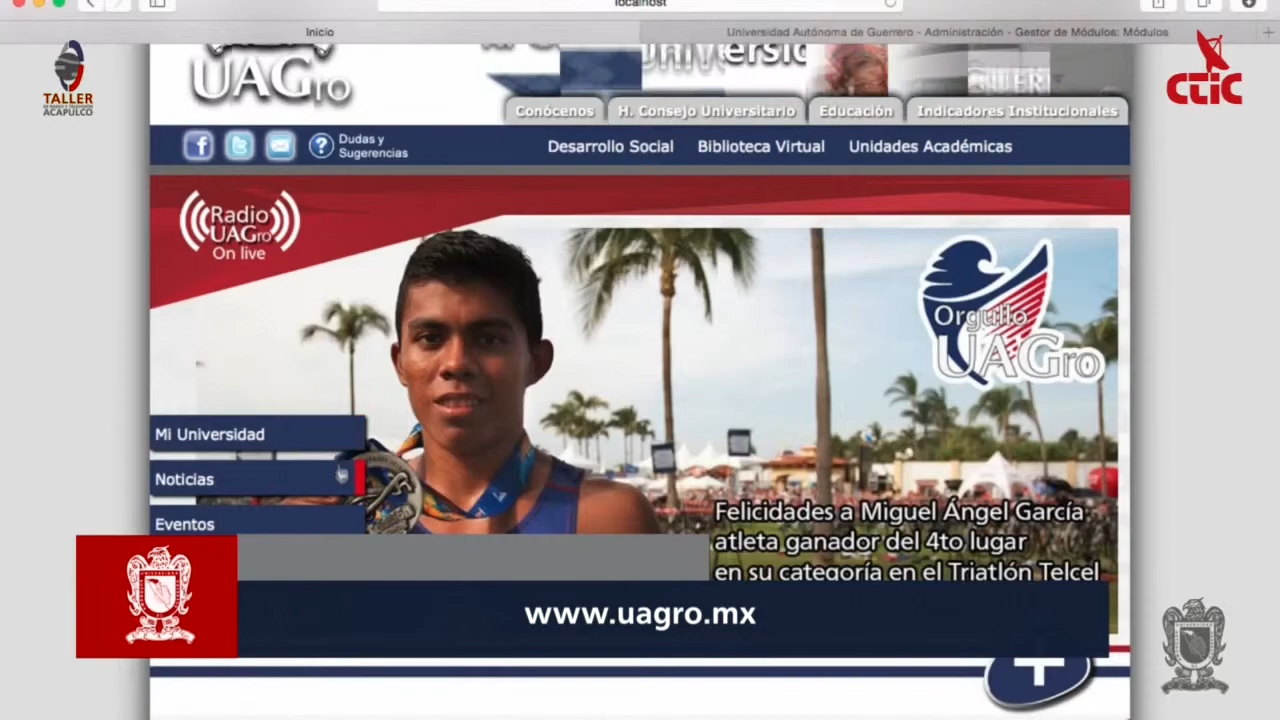 localhost
Inicio
Universidad Autónoma de Guerrero - Administración - Gestor de Módulos: Módulos
TALLER
DE RADIO Y TELEVISIÓN
ACAPULCO
UAGro
CTIC
Conócenos
H. Consejo Universitario
Educación
Indicadores Institucionales
Dudas y
Sugerencias
Desarrollo Social
Biblioteca Virtual
Unidades Académicas
Radio
UAGro
On live
Orgullo
UAGro
Mi Universidad
Noticias
Eventos
Felicidades a Miguel Ángel García
atleta ganador del 4to lugar
en su categoría en el Triatlón Telcel
www.uagro.mx